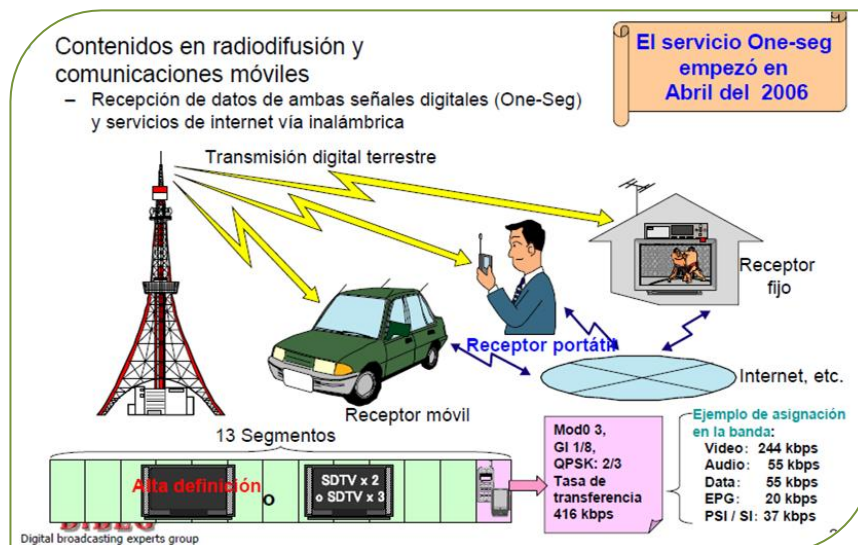 Contenidos en radiodifusión y
comunicaciones móviles
– Recepción de datos de ambas señales digitales (One-Seg)
y servicios de internet vía inalámbrica
El servicio One-seg
empezó en
Abril del 2006
Transmisión digital terrestre
Receptor
fijo
Receptor portátil
Internet, etc.
Receptor móvil
13 Segmentos
Alta definición
o
SDTV x 2
o SDTV x 3
Mod0 3,
GI 1/8,
QPSK: 2/3
Tasa de
transferencia
416 kbps
Ejemplo de asignación
en la banda:
Video: 244 kbps
Audio: 55 kbps
Data: 55 kbps
EPG: 20 kbps
PSI / SI: 37 kbps
DiBEG
Digital broadcasting experts group